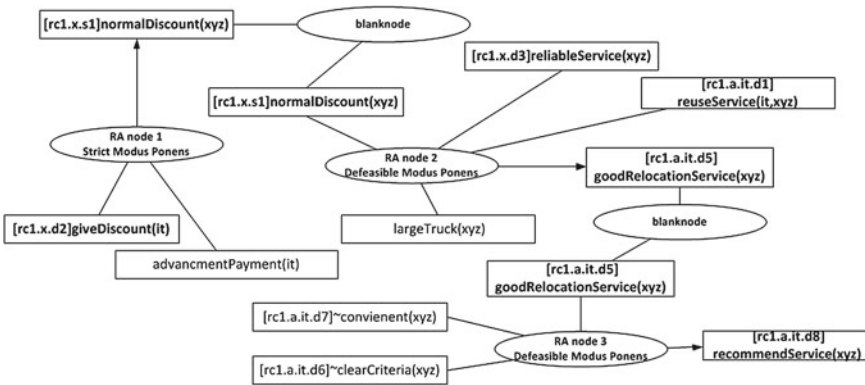 [rc1.x.s1]normalDiscount(xyz)
blanknode
[rc1.x.d3]reliableService(xyz)
[rc1.a.it.d1]
reuseService(it,xyz)
[rc1.x.s1]normalDiscount(xyz)
RA node 1
Strict Modus Ponens
RA node 2
Defeasible Modus Ponens
[rc1.a.it.d5]
goodRelocationService(xyz)
[rc1.x.d2]giveDiscount(it)
largeTruck(xyz)
blanknode
advancmentPayment(it)
[rc1.a.it.d5]
goodRelocationService(xyz)
[rc1.a.it.d7]~convienent(xyz)
RA node 3
Defeasible Modus Ponens
[rc1.a.it.d8]
recommendService(xyz)
[rc1.a.it.d6]~clearCriteria(xyz)